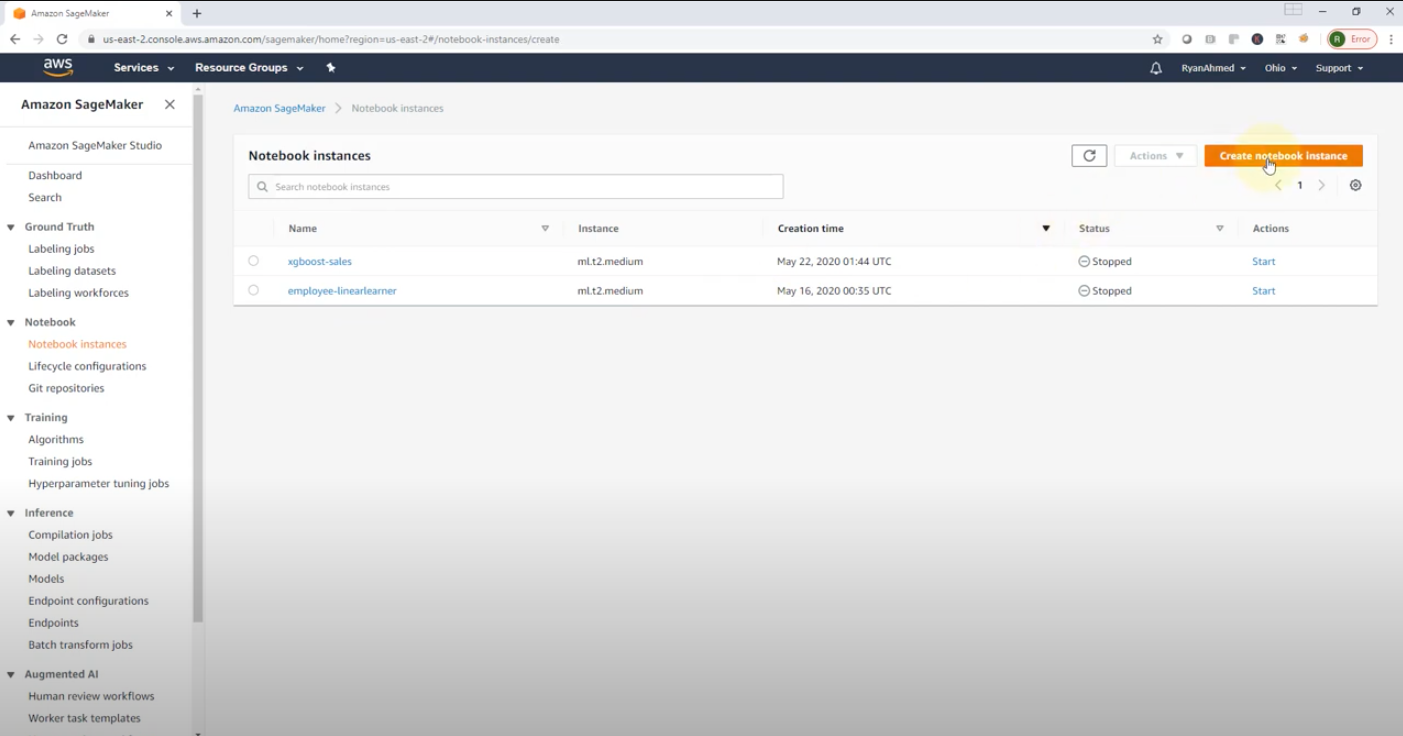 Amazon SageMaker
us-east-2.console.aws.amazon.com/sagemaker/home?region=us-east-2#/notebook-instances/create
R Error
aws Services Resource Groups RyanAhmed Ohio Support
Amazon SageMaker
Amazon SageMaker Studio
Dashboard
Search
Ground Truth
Labeling jobs
Labeling datasets
Labeling workforces
Notebook
Notebook instances
Lifecycle configurations
Git repositories
Training
Algorithms
Training jobs
Hyperparameter tuning jobs
Inference
Compilation jobs
Model packages
Models
Endpoint configurations
Endpoints
Batch transform jobs
Augmented AI
Human review workflows
Worker task templates
Amazon SageMaker > Notebook instances
Notebook instances Actions Create notebook instance
Search notebook instances
1
Name Instance Creation time Status Actions
xgboost-sales ml.t2.medium May 22, 2020 01:44 UTC Stopped Start
employee-linearlearner ml.t2.medium May 16, 2020 00:35 UTC Stopped Start